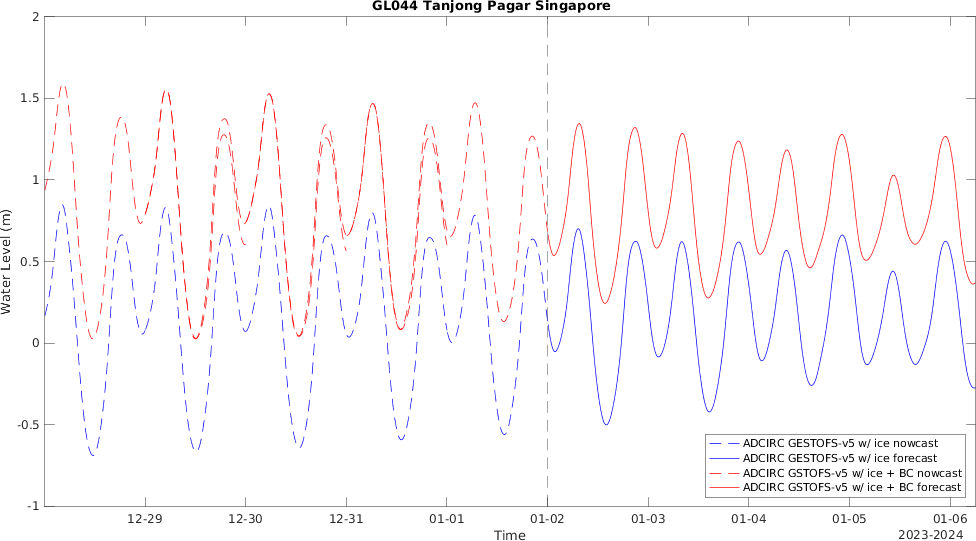 GL044 Tanjong Pagar Singapore
2
1.5
1
0.5
0
-0.5
-1
Water Level (m)
ADCIRC GESTOFS-v5 w/ ice nowcast
ADCIRC GESTOFS-v5 w/ ice forecast
ADCIRC GSTOFS-v5 w/ ice + BC nowcast
ADCIRC GSTOFS-v5 w/ ice + BC forecast
12-29 12-30 12-31 01-01 01-02 01-03 01-04 01-05 01-06
Time
2023-2024